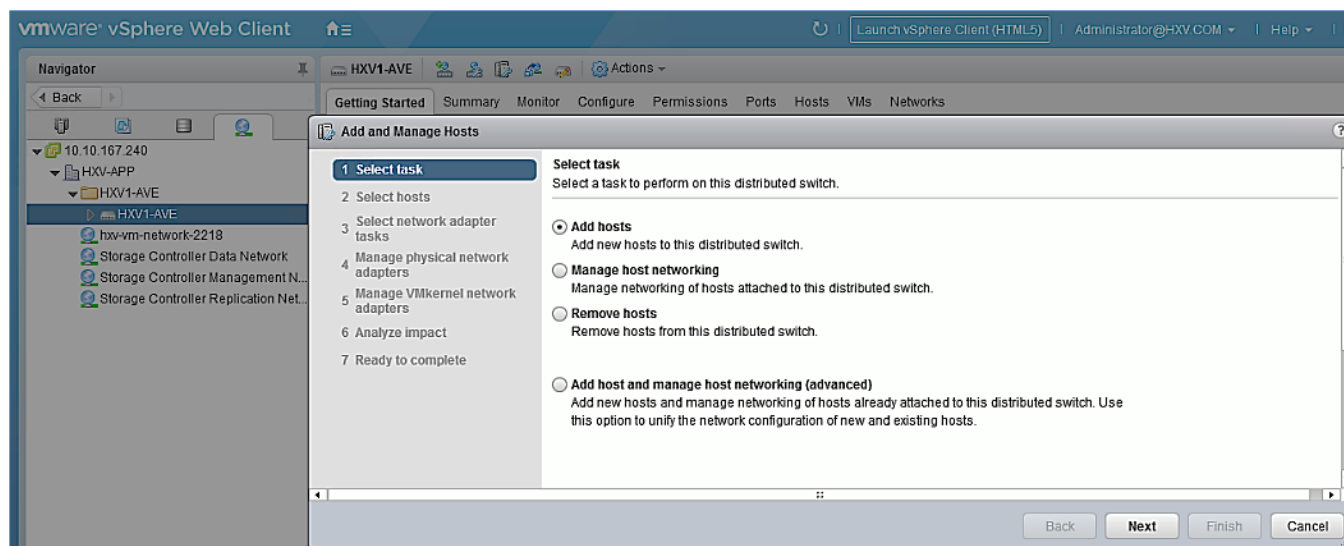 vmware® vSphere Web Client
Launch vSphere Client (HTML5)
Administrator@HXV.COM
Help
Navigator
HXV1-AVE
Actions
Back
Getting Started
Summary
Monitor
Configure
Permissions
Ports
Hosts
VMs
Networks
10.10.167.240
HXV-APP
HXV1-AVE
HXV1-AVE
hxv-vm-network-2218
Storage Controller Data Network
Storage Controller Management N...
Storage Controller Replication Net...
Add and Manage Hosts
?
1 Select task
2 Select hosts
3 Select network adapter
tasks
4 Manage physical network
adapters
5 Manage VMkernel network
adapters
6 Analyze impact
7 Ready to complete
Select task
Select a task to perform on this distributed switch.
Add hosts
Add new hosts to this distributed switch.
Manage host networking
Manage networking of hosts attached to this distributed switch.
Remove hosts
Remove hosts from this distributed switch.
Add host and manage host networking (advanced)
Add new hosts and manage networking of hosts already attached to this distributed switch. Use
this option to unify the network configuration of new and existing hosts.
Back
Next
Finish
Cancel